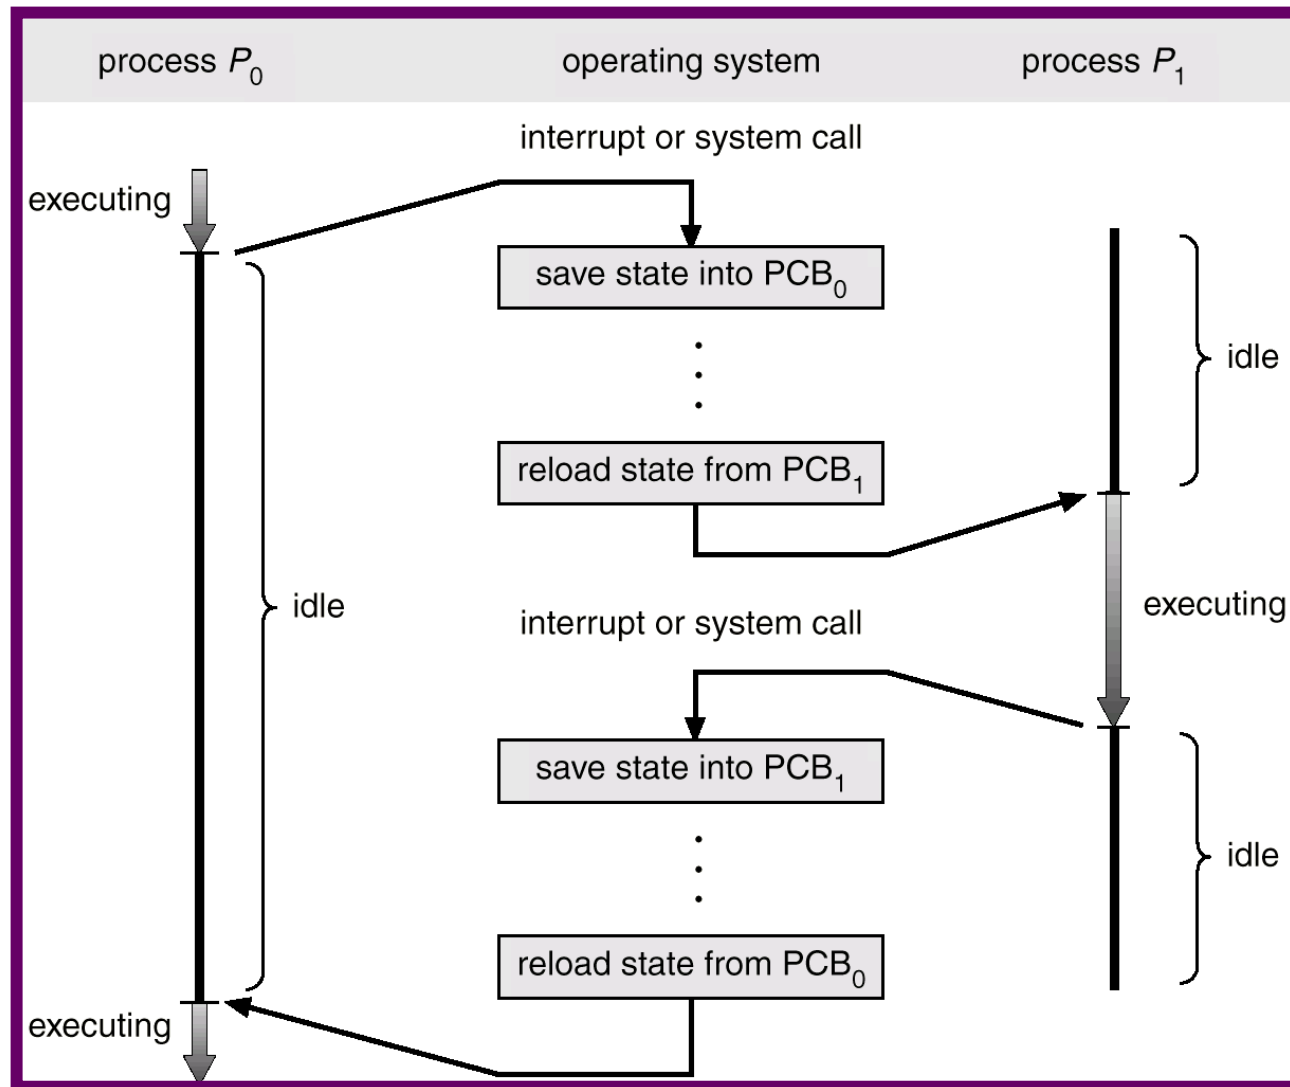 process P0
operating system
process P1
interrupt or system call
executing
save state into PCB0
idle
reload state from PCB1
idle
interrupt or system call
executing
save state into PCB1
idle
reload state from PCB0
executing